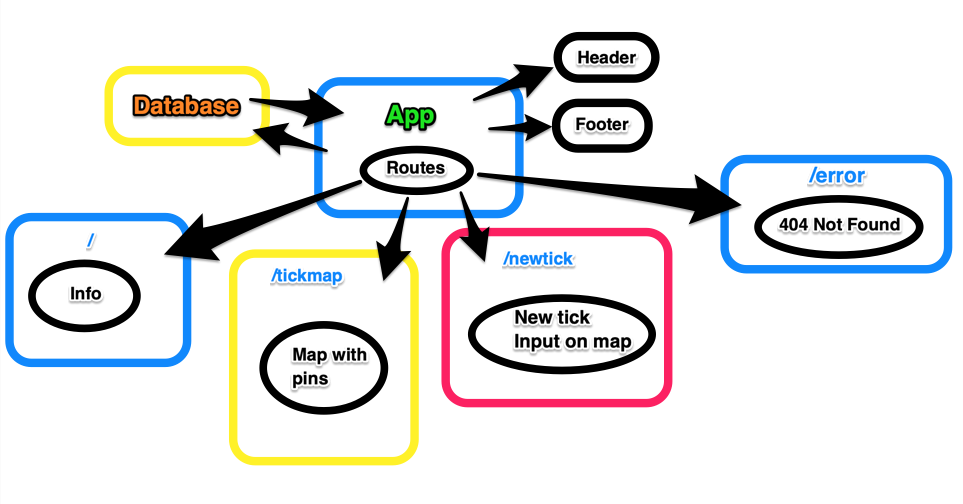 Header
Database
App
Footer
Routes
/error
404 Not Found
/
Info
/tickmap
Map with
pins
/newtick
New tick
Input on map